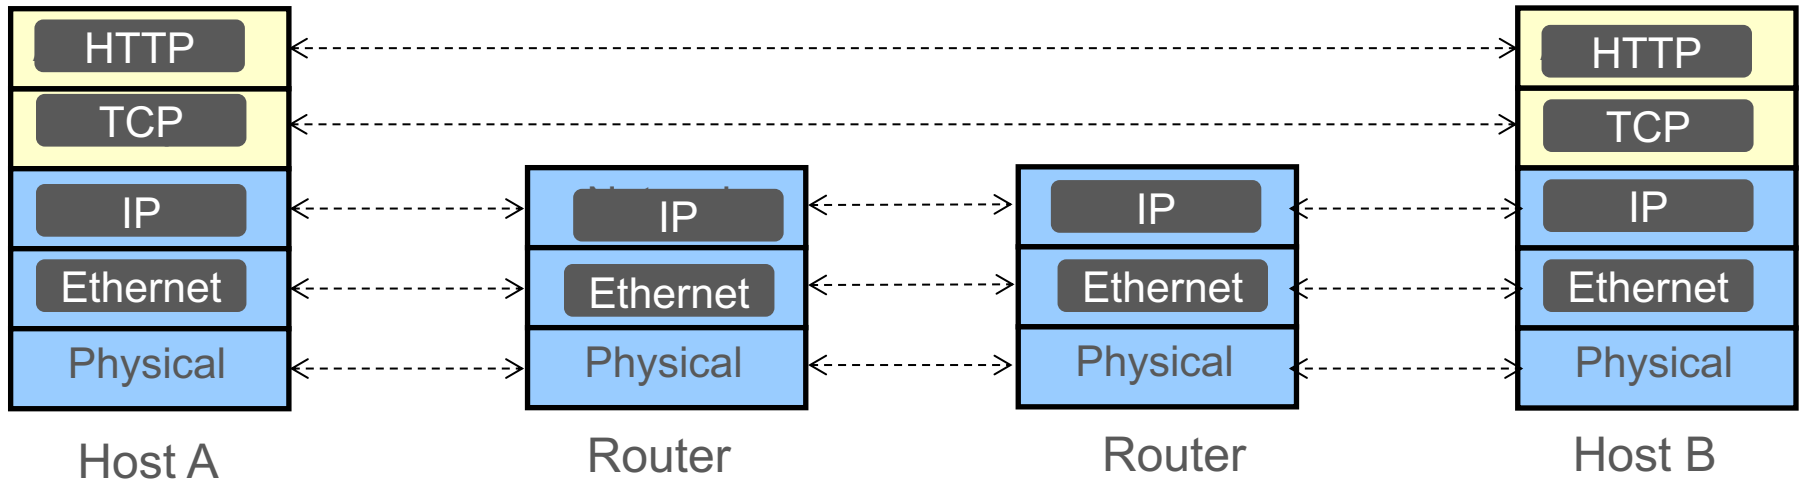 HTTP
TCP
IP
Ethernet
Physical
Host A
IP
Ethernet
Physical
Router
IP
Ethernet
Physical
Router
HTTP
TCP
IP
Ethernet
Physical
Host B